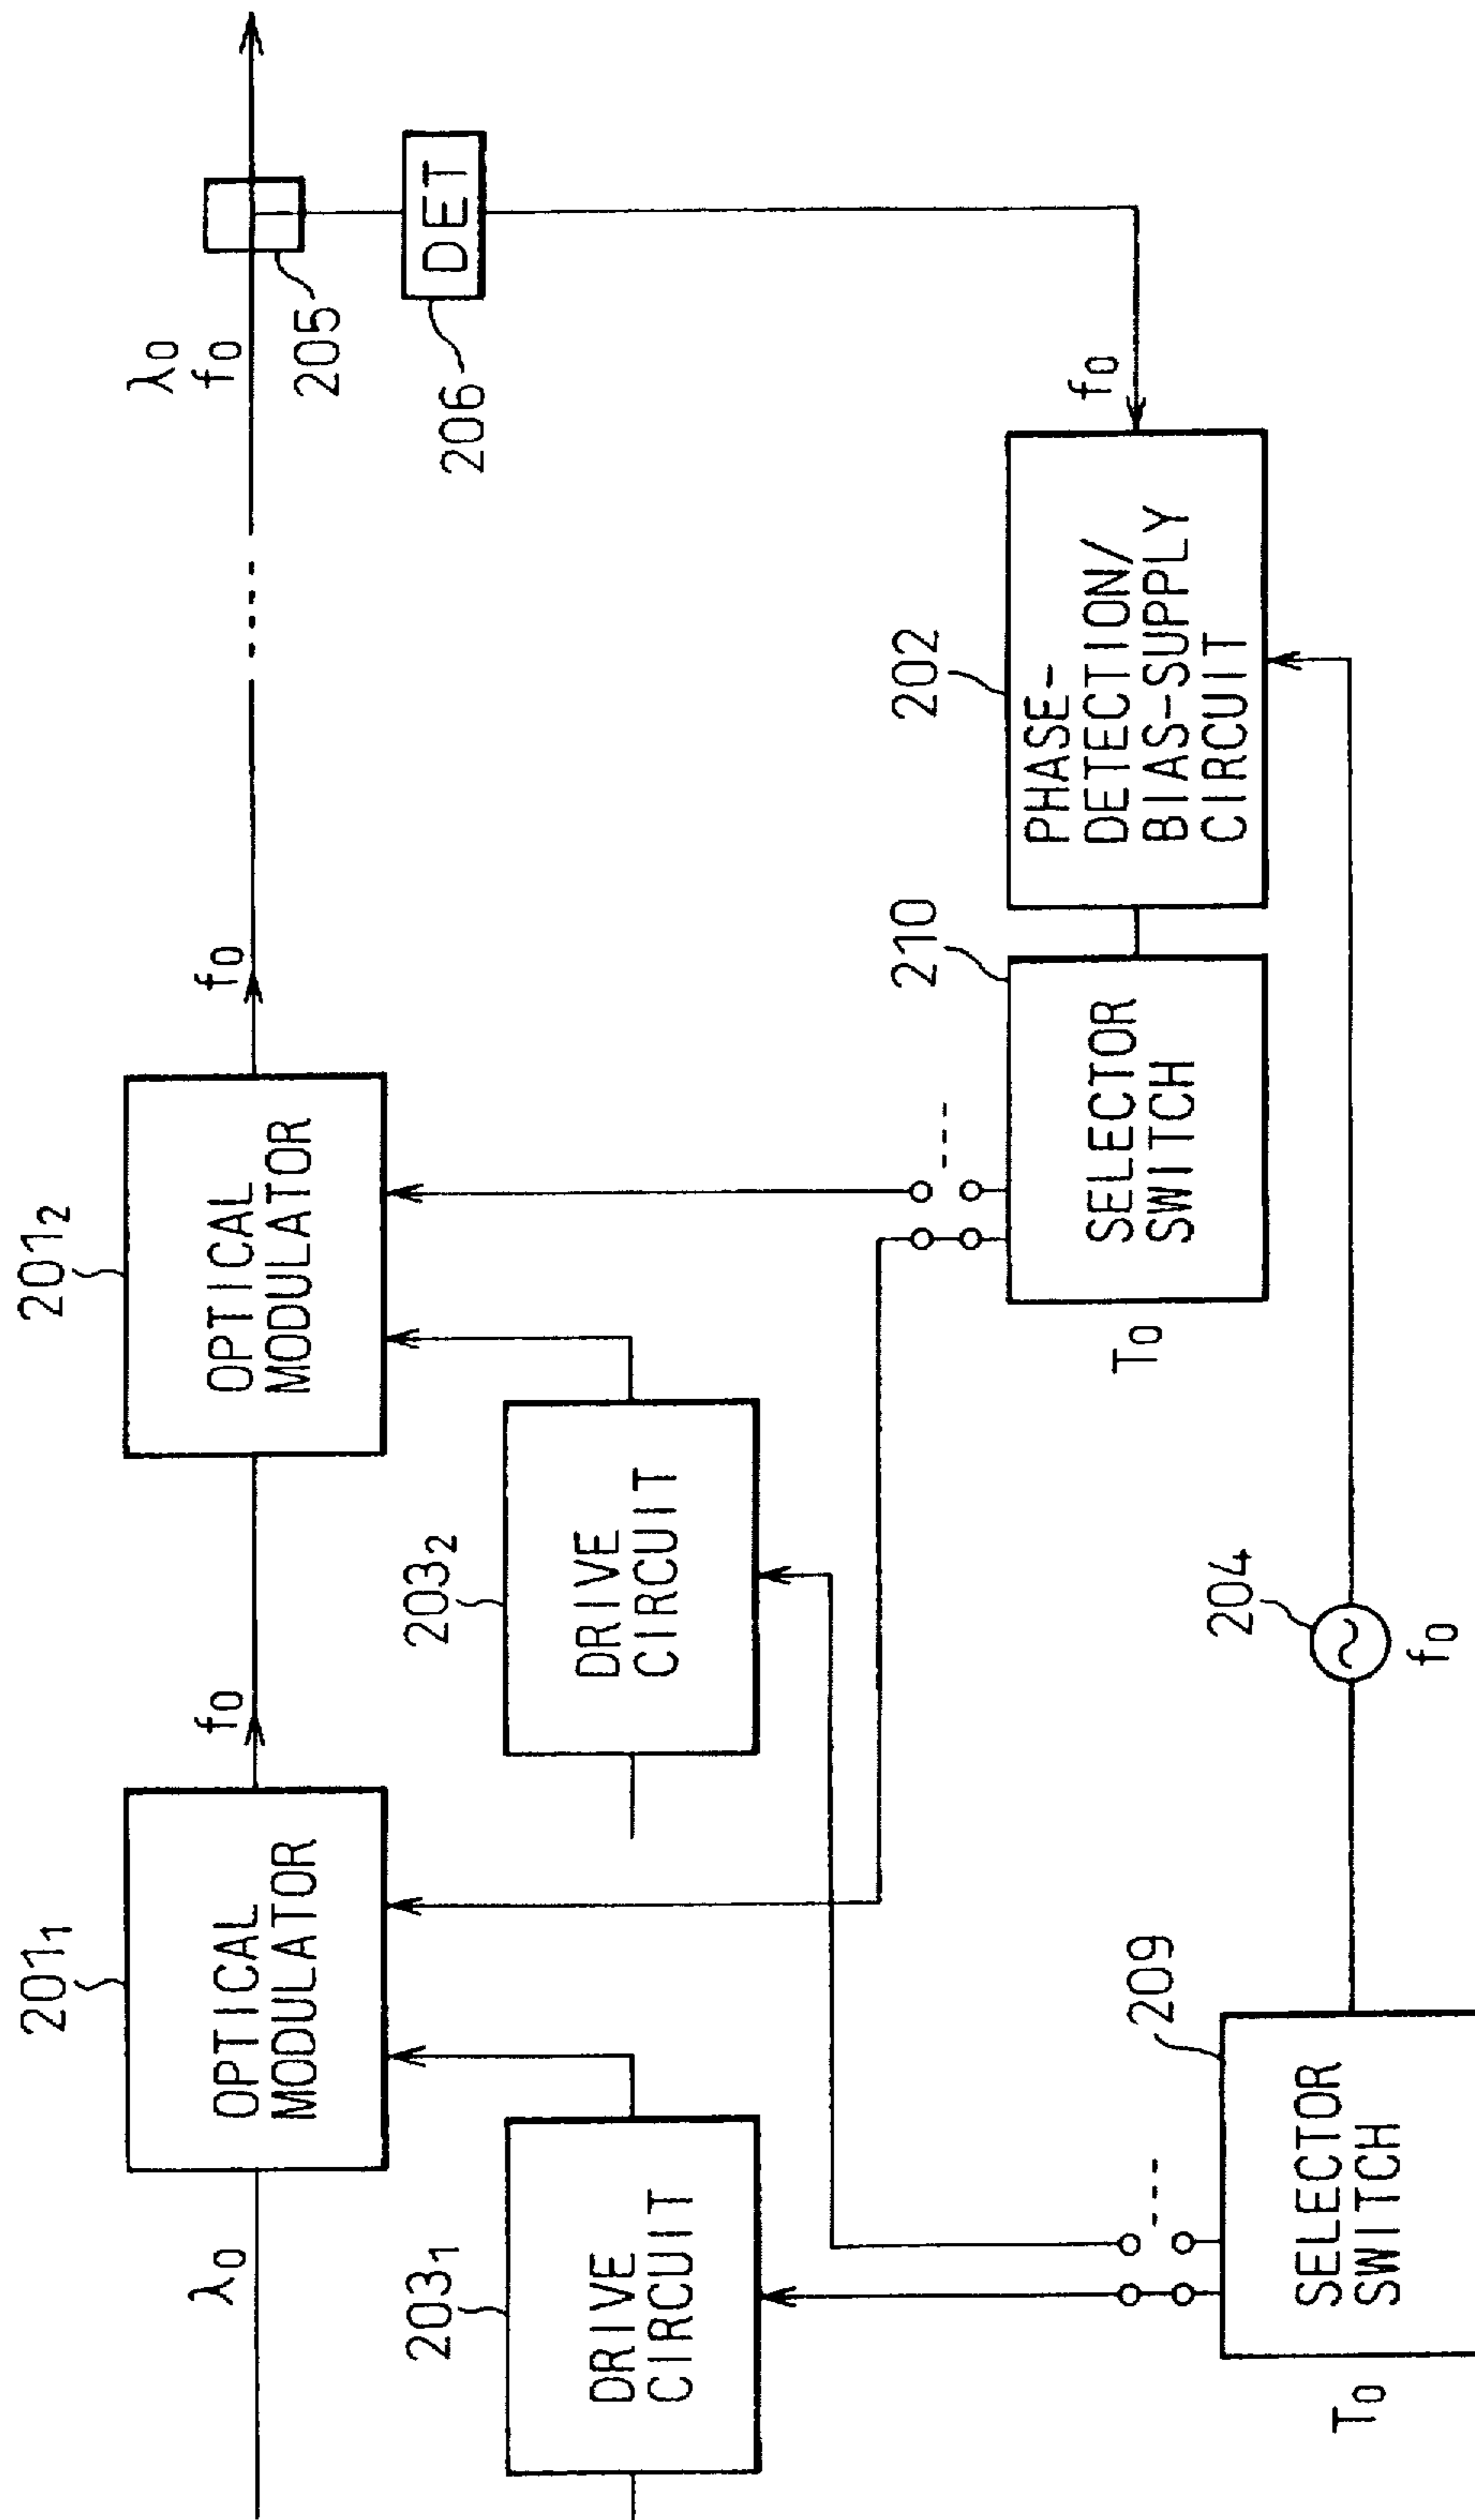 λ0
201₁
OPTICAL
MODULATOR
f0
201₂
OPTICAL
MODULATOR
f0
λ0
f0
205
206
DET
203₁
DRIVE
CIRCUIT
203₂
DRIVE
CIRCUIT
T0
209
SELECTOR
SWITCH
204
f0
T0
210
SELECTOR
SWITCH
202
PHASE-
DETECTION/
BIAS-SUPPLY
CIRCUIT
f0